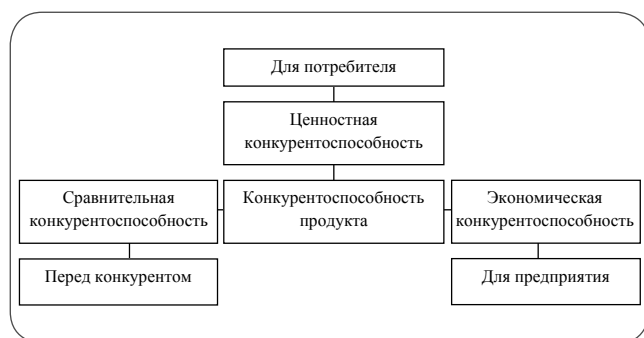 Для потребителя
Ценностная
конкурентоспособность
Сравнительная
конкурентоспособность
Конкурентоспособность
продукта
Экономическая
конкурентоспособность
Перед конкурентом
Для предприятия